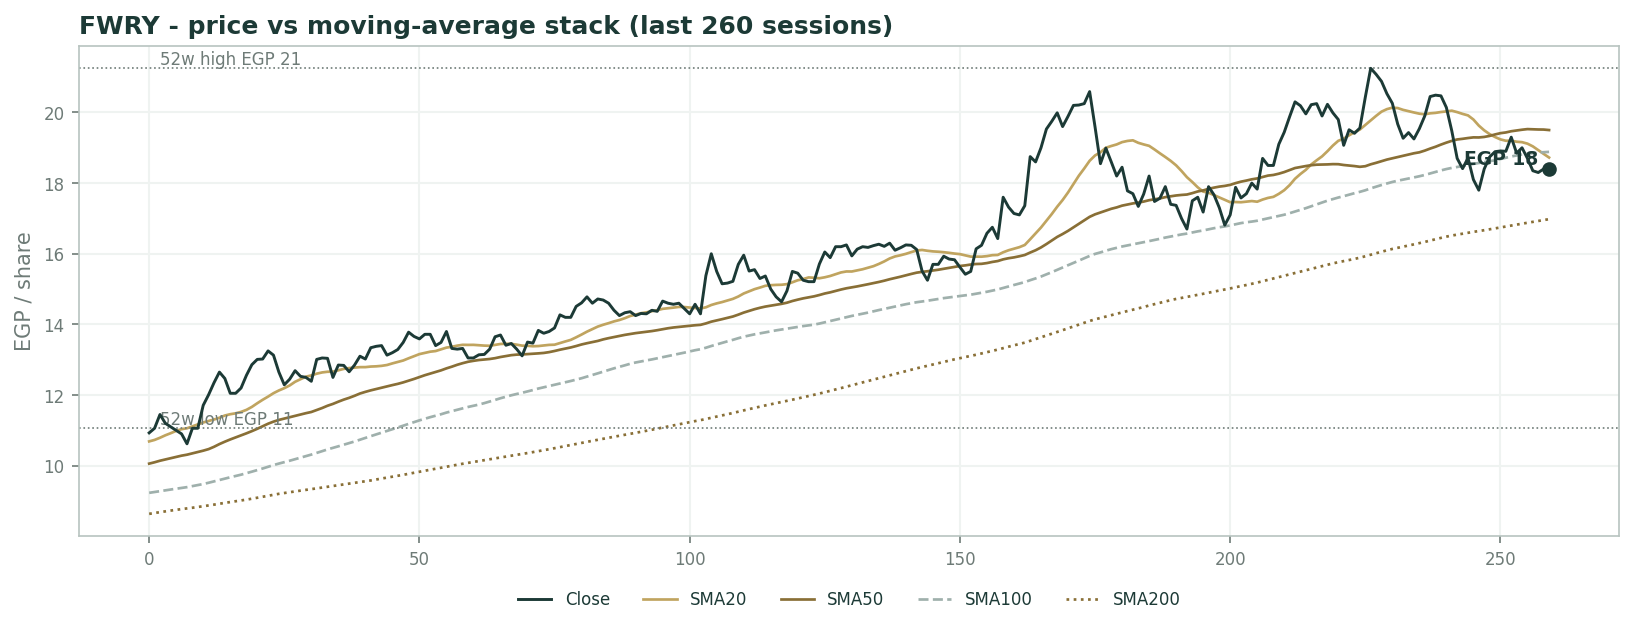 FWRY - price vs moving-average stack (last 260 sessions)
52w high EGP 21
EGP / share
20
18
16
14
12
10
EGP 18
52w low EGP 11
0
50
100
150
200
250
Close
SMA20
SMA50
SMA100
SMA200